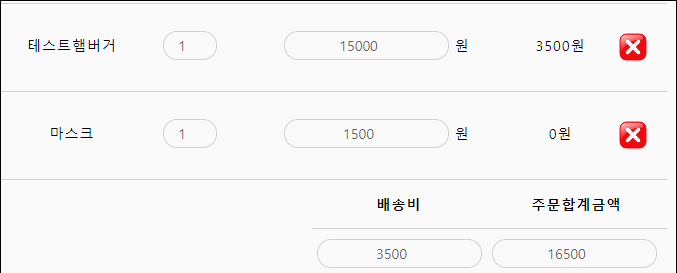 테스트햄버거 1 15000 원 3500원
마스크 1 1500 원 0원
배송비 주문합계금액
3500 16500